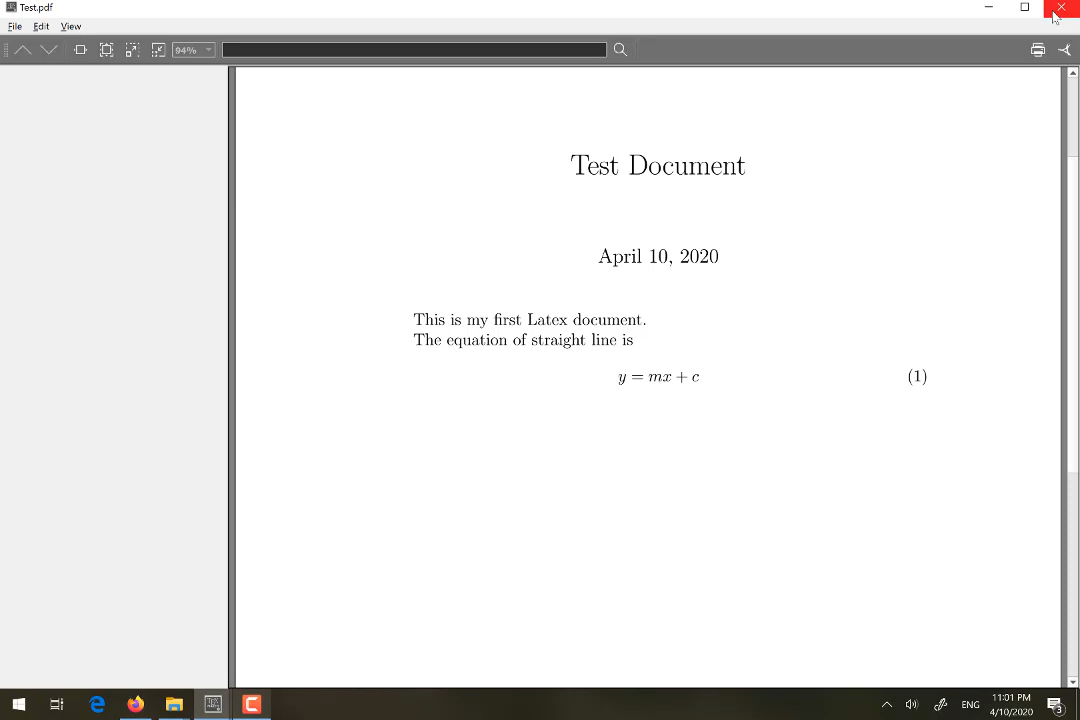 Test.pdf
File Edit View
94%
Test Document
April 10, 2020
This is my first Latex document.
The equation of straight line is
y = mx + c (1)
ENG
11:01 PM
4/10/2020
3